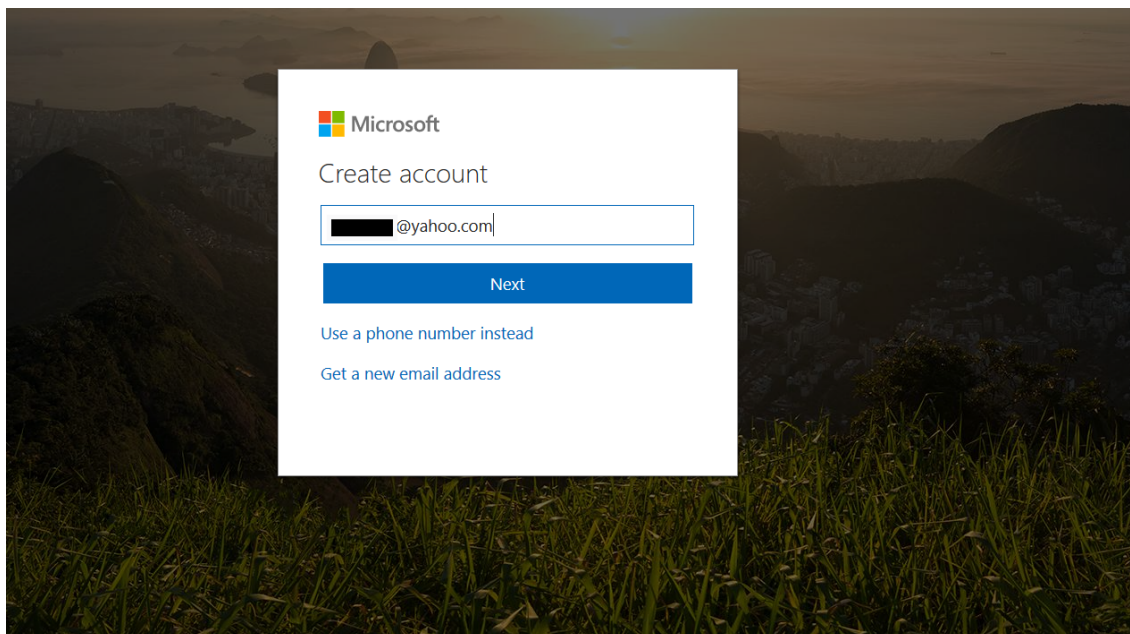 Microsoft
Create account
@yahoo.com
Next
Use a phone number instead
Get a new email address